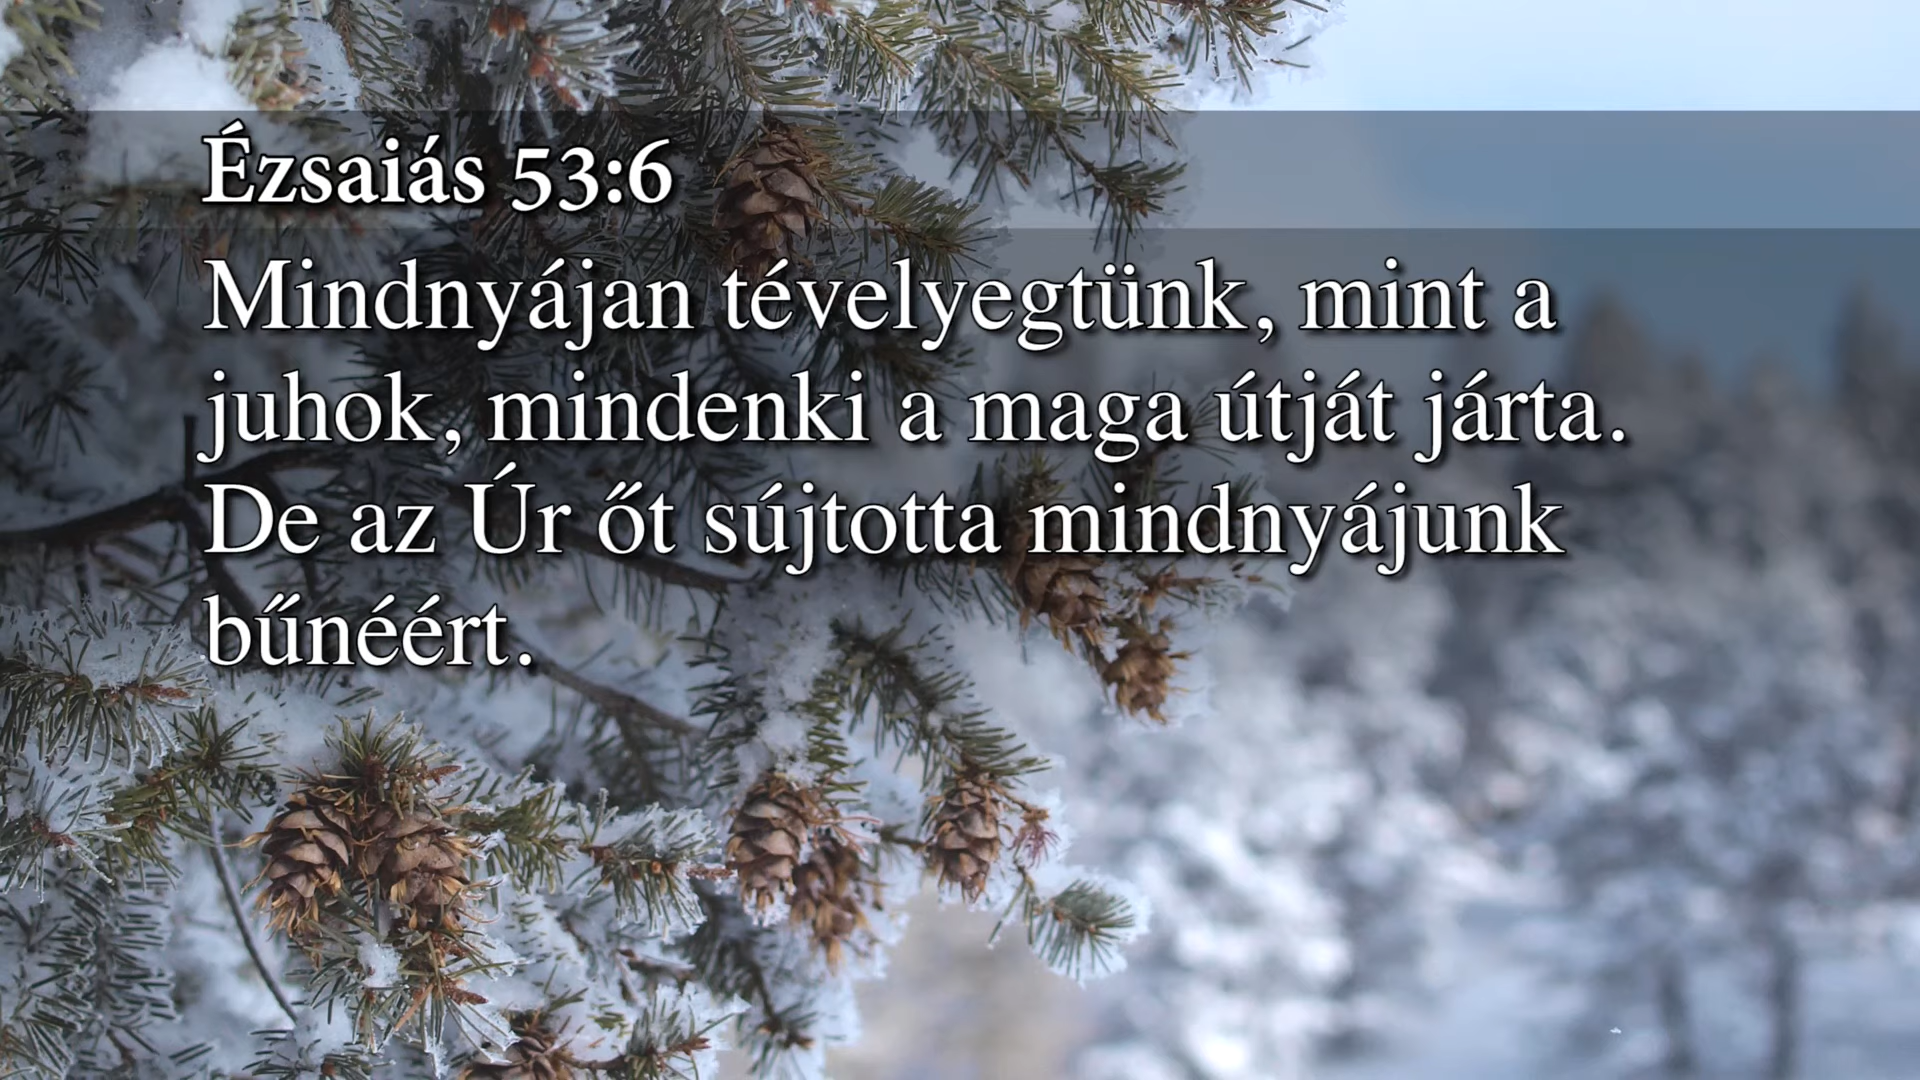 Ézsaiás 53:6
Mindnyájan tévelyegtünk, mint a
juhok, mindenki a maga útját járta.
De az Úr őt sújtotta mindnyájunk
bűnéért.